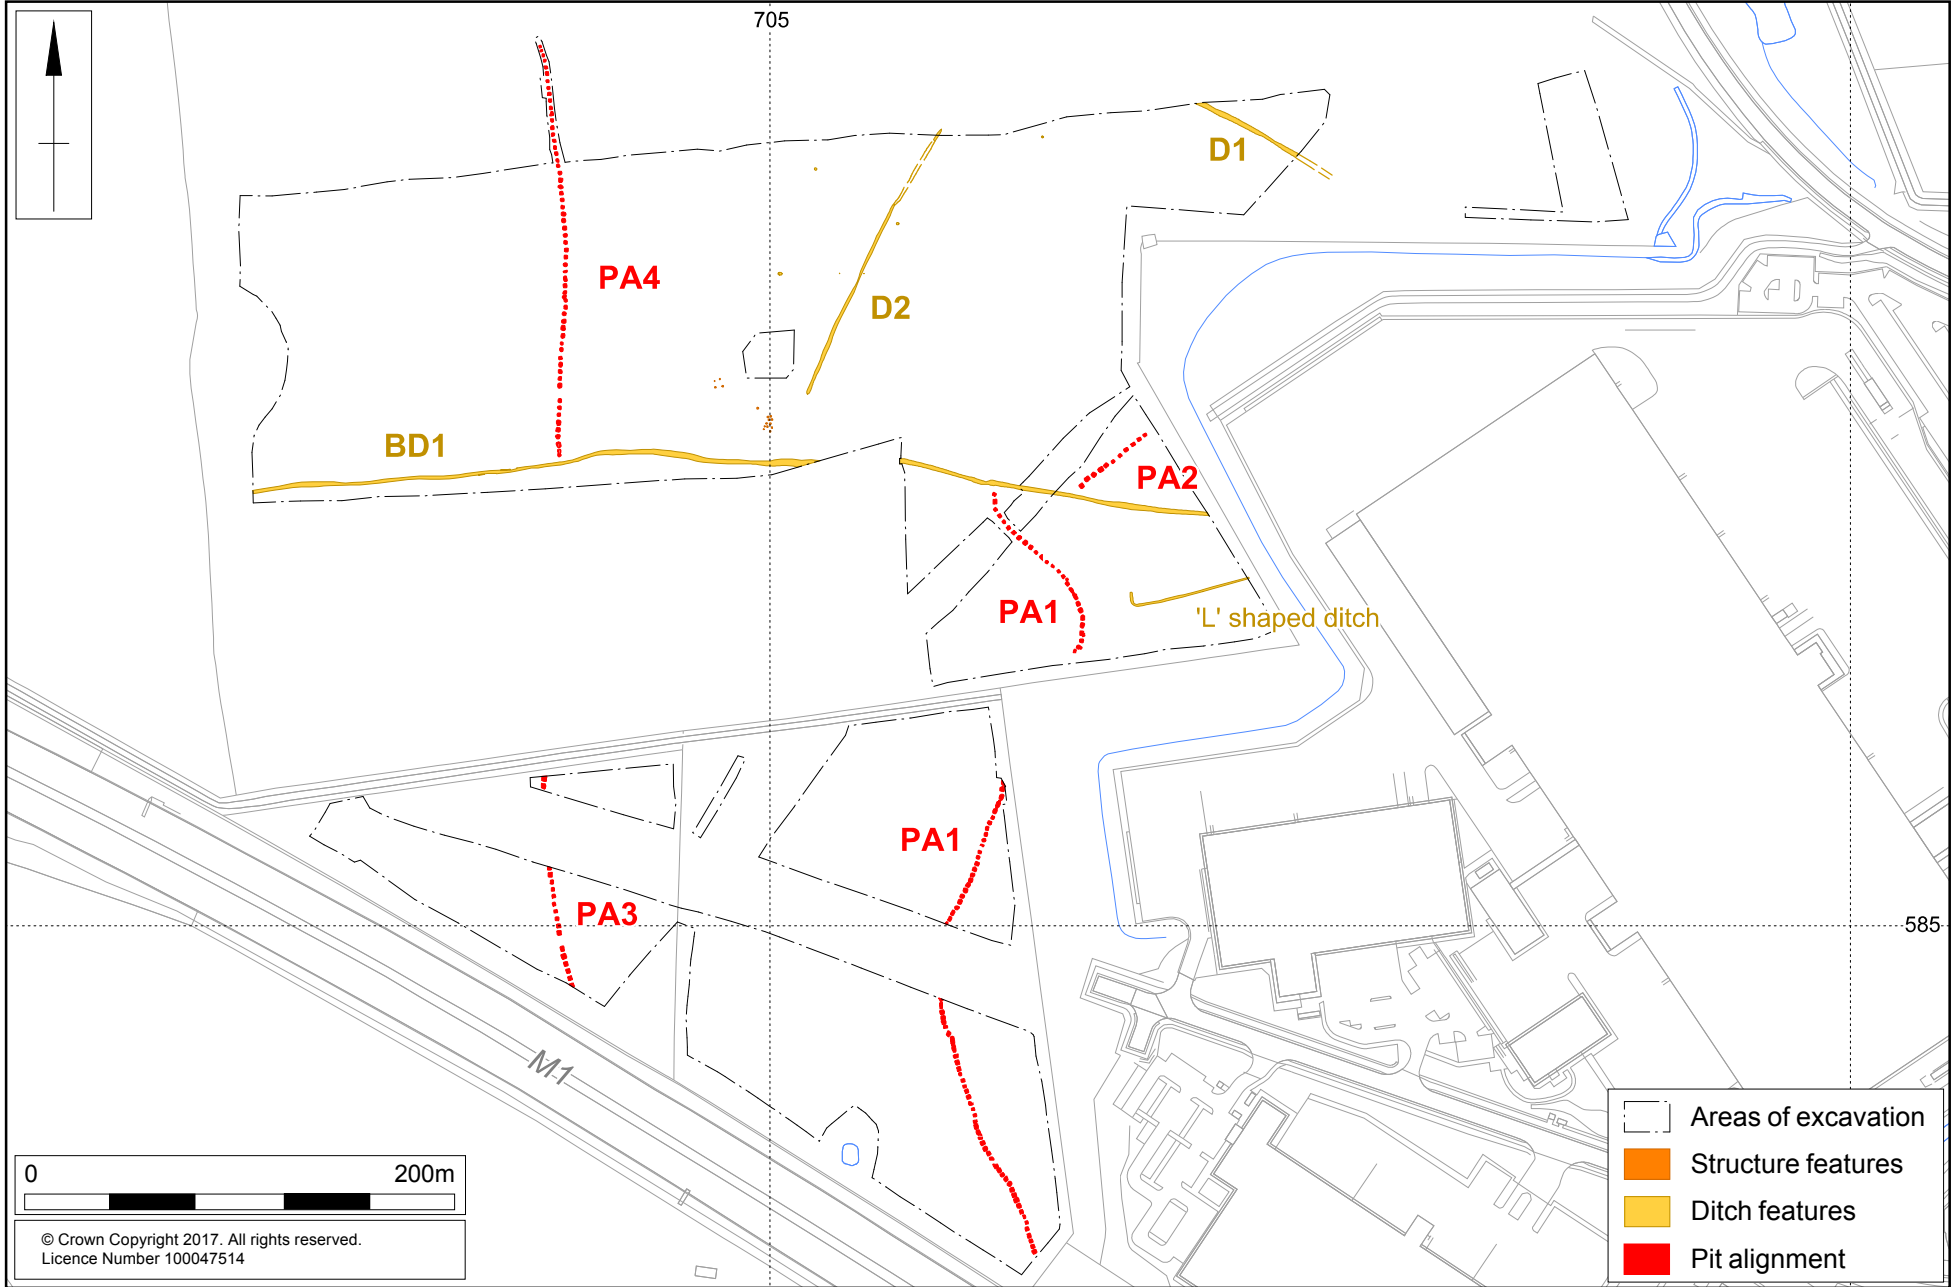 705
D1
PA4
D2
BD1
PA2
PA1
'L' shaped ditch
PA1
PA3
585
M1
0 200m
© Crown Copyright 2017. All rights reserved.
Licence Number 100047514
Areas of excavation
Structure features
Ditch features
Pit alignment